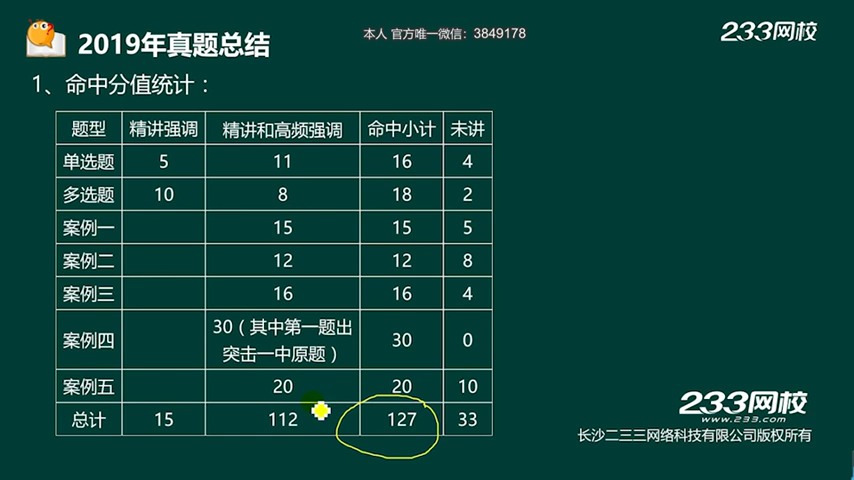 本人 官方唯一微信：3849178
233网校
2019年真题总结
1、命中分值统计：
题型 精讲强调 精讲和高频强调 命中小计 未讲
单选题 5 11 16 4
多选题 10 8 18 2
案例一 15 15 5
案例二 12 12 8
案例三 16 16 4
案例四 30（其中第一题出突击一中原题） 30 0
案例五 20 20 10
总计 15 112 127 33
233网校
www.233.com
长沙二三三网络科技有限公司版权所有